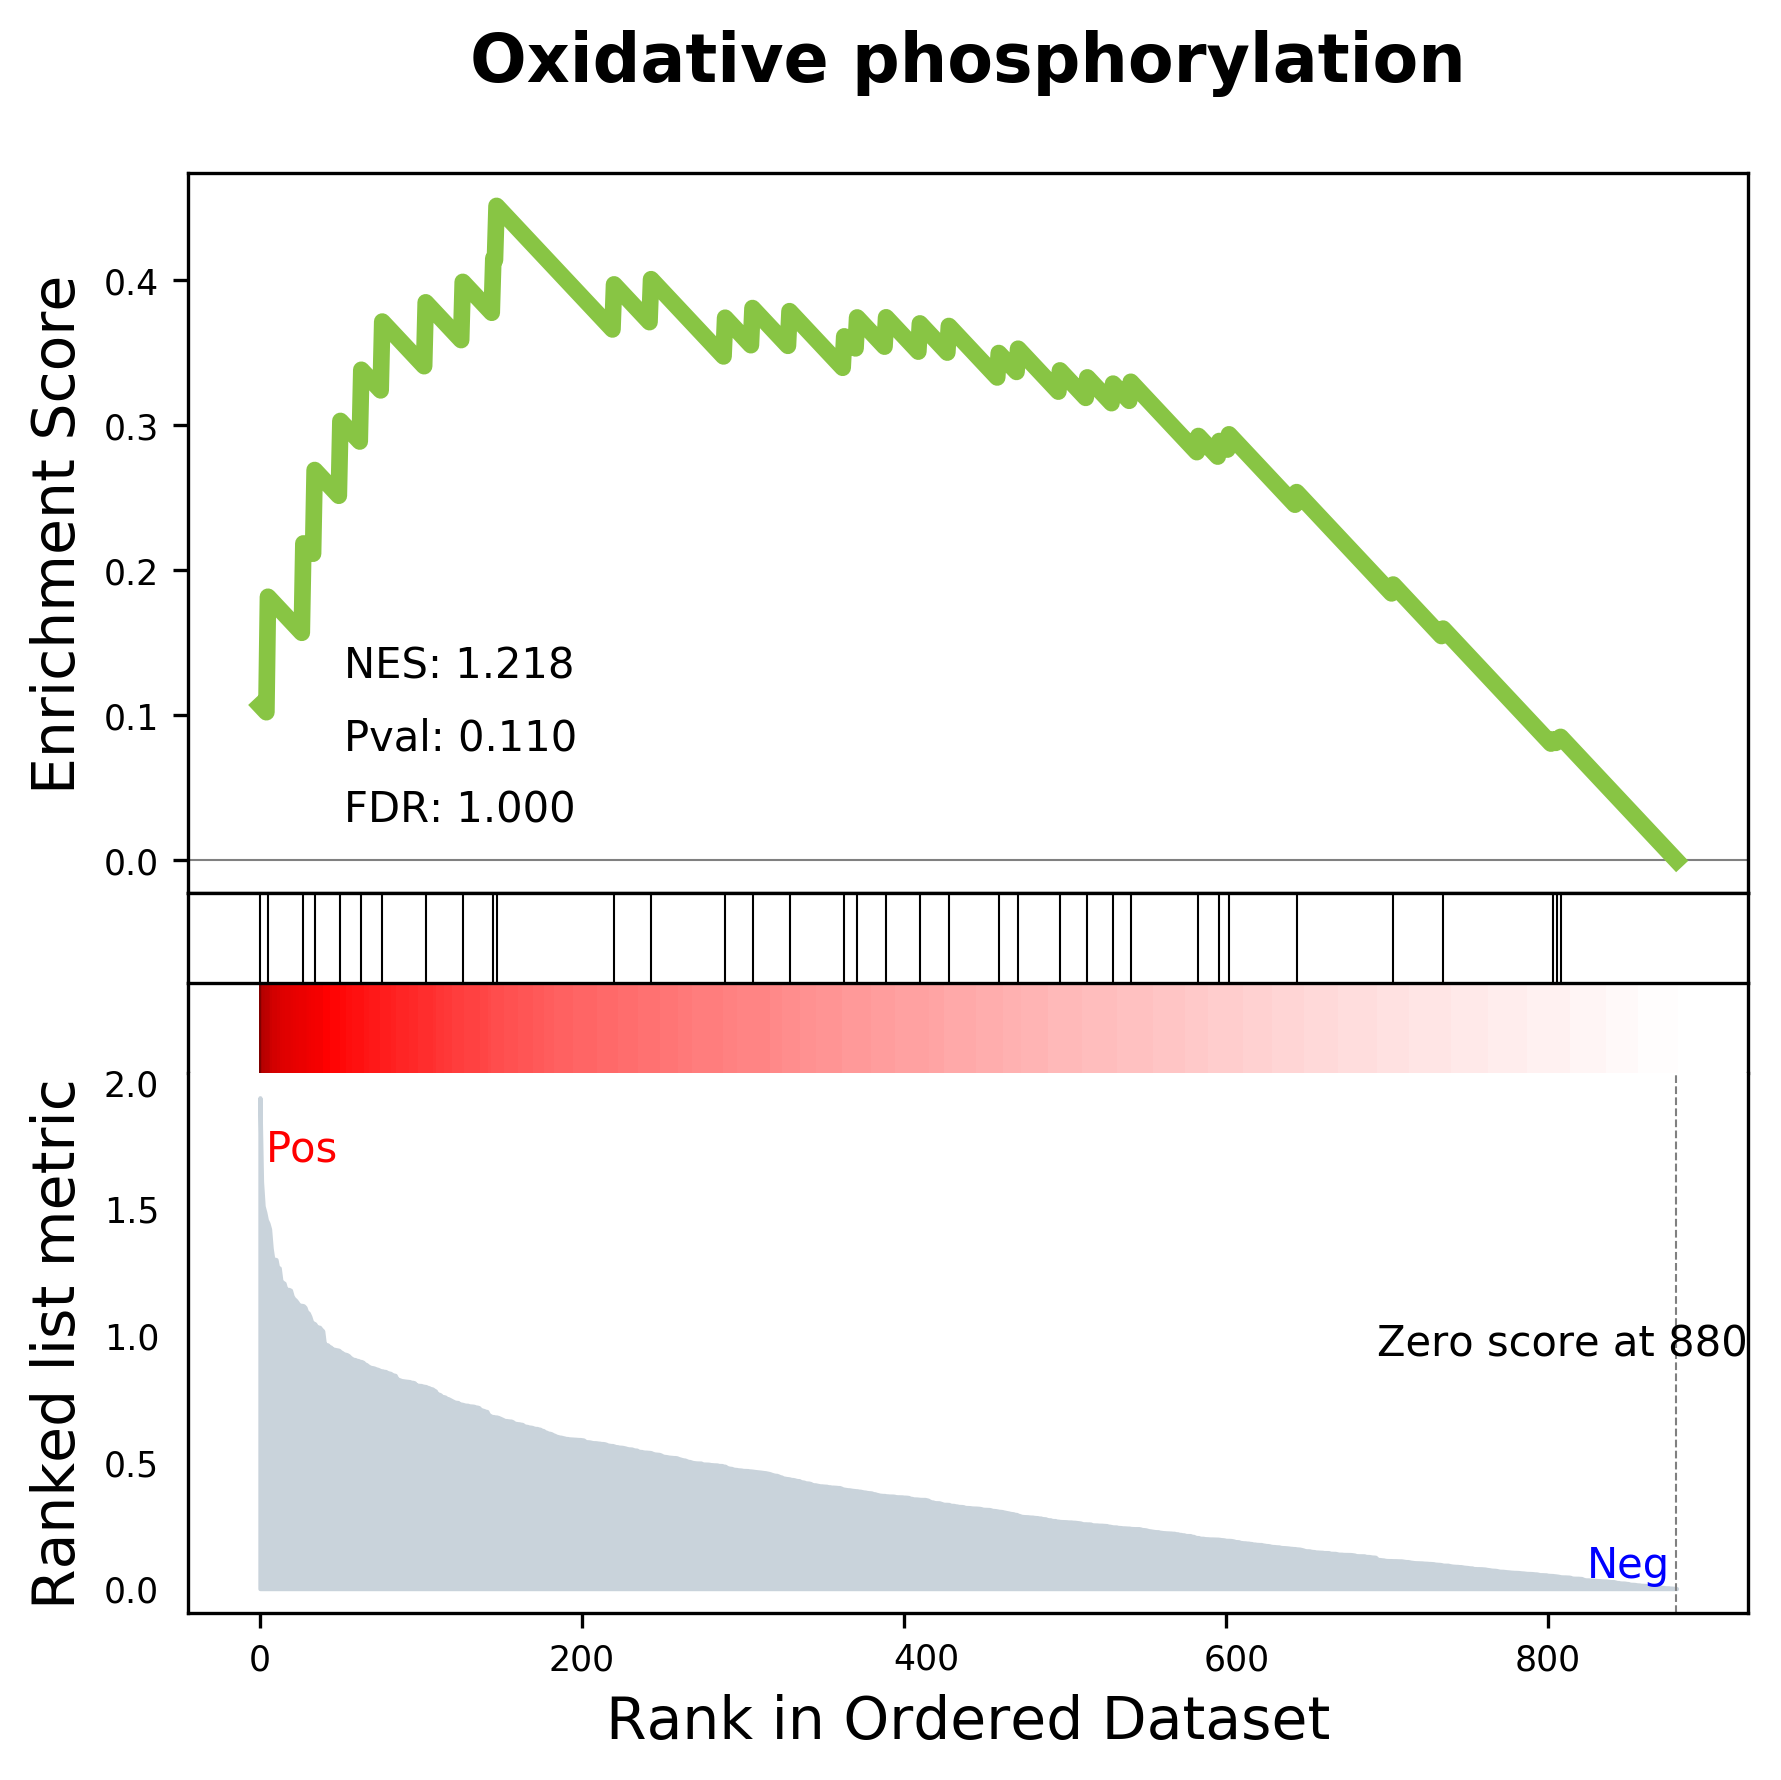 Oxidative phosphorylation
Enrichment Score
0.4
0.3
0.2
0.1
0.0
NES: 1.218
Pval: 0.110
FDR: 1.000
Ranked list metric
2.0
1.5
1.0
0.5
0.0
Pos
Zero score at 880
Neg
0 200 400 600 800
Rank in Ordered Dataset